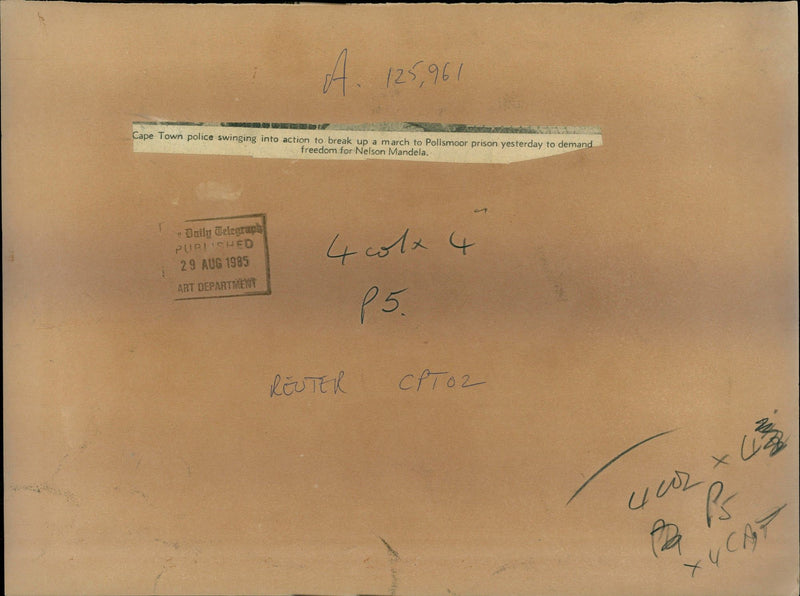 A. 125,961
Cape Town police swinging into action to break up a march to Pollsmoor prison yesterday to demand
freedom for Nelson Mandela.
Daily Telegraph
PUBLISHED
29 AUG 1985
ART DEPARTMENT
4 col x 4"
P5.
REUTER CPT02
4 COL x 4
P5
x 4 CAT